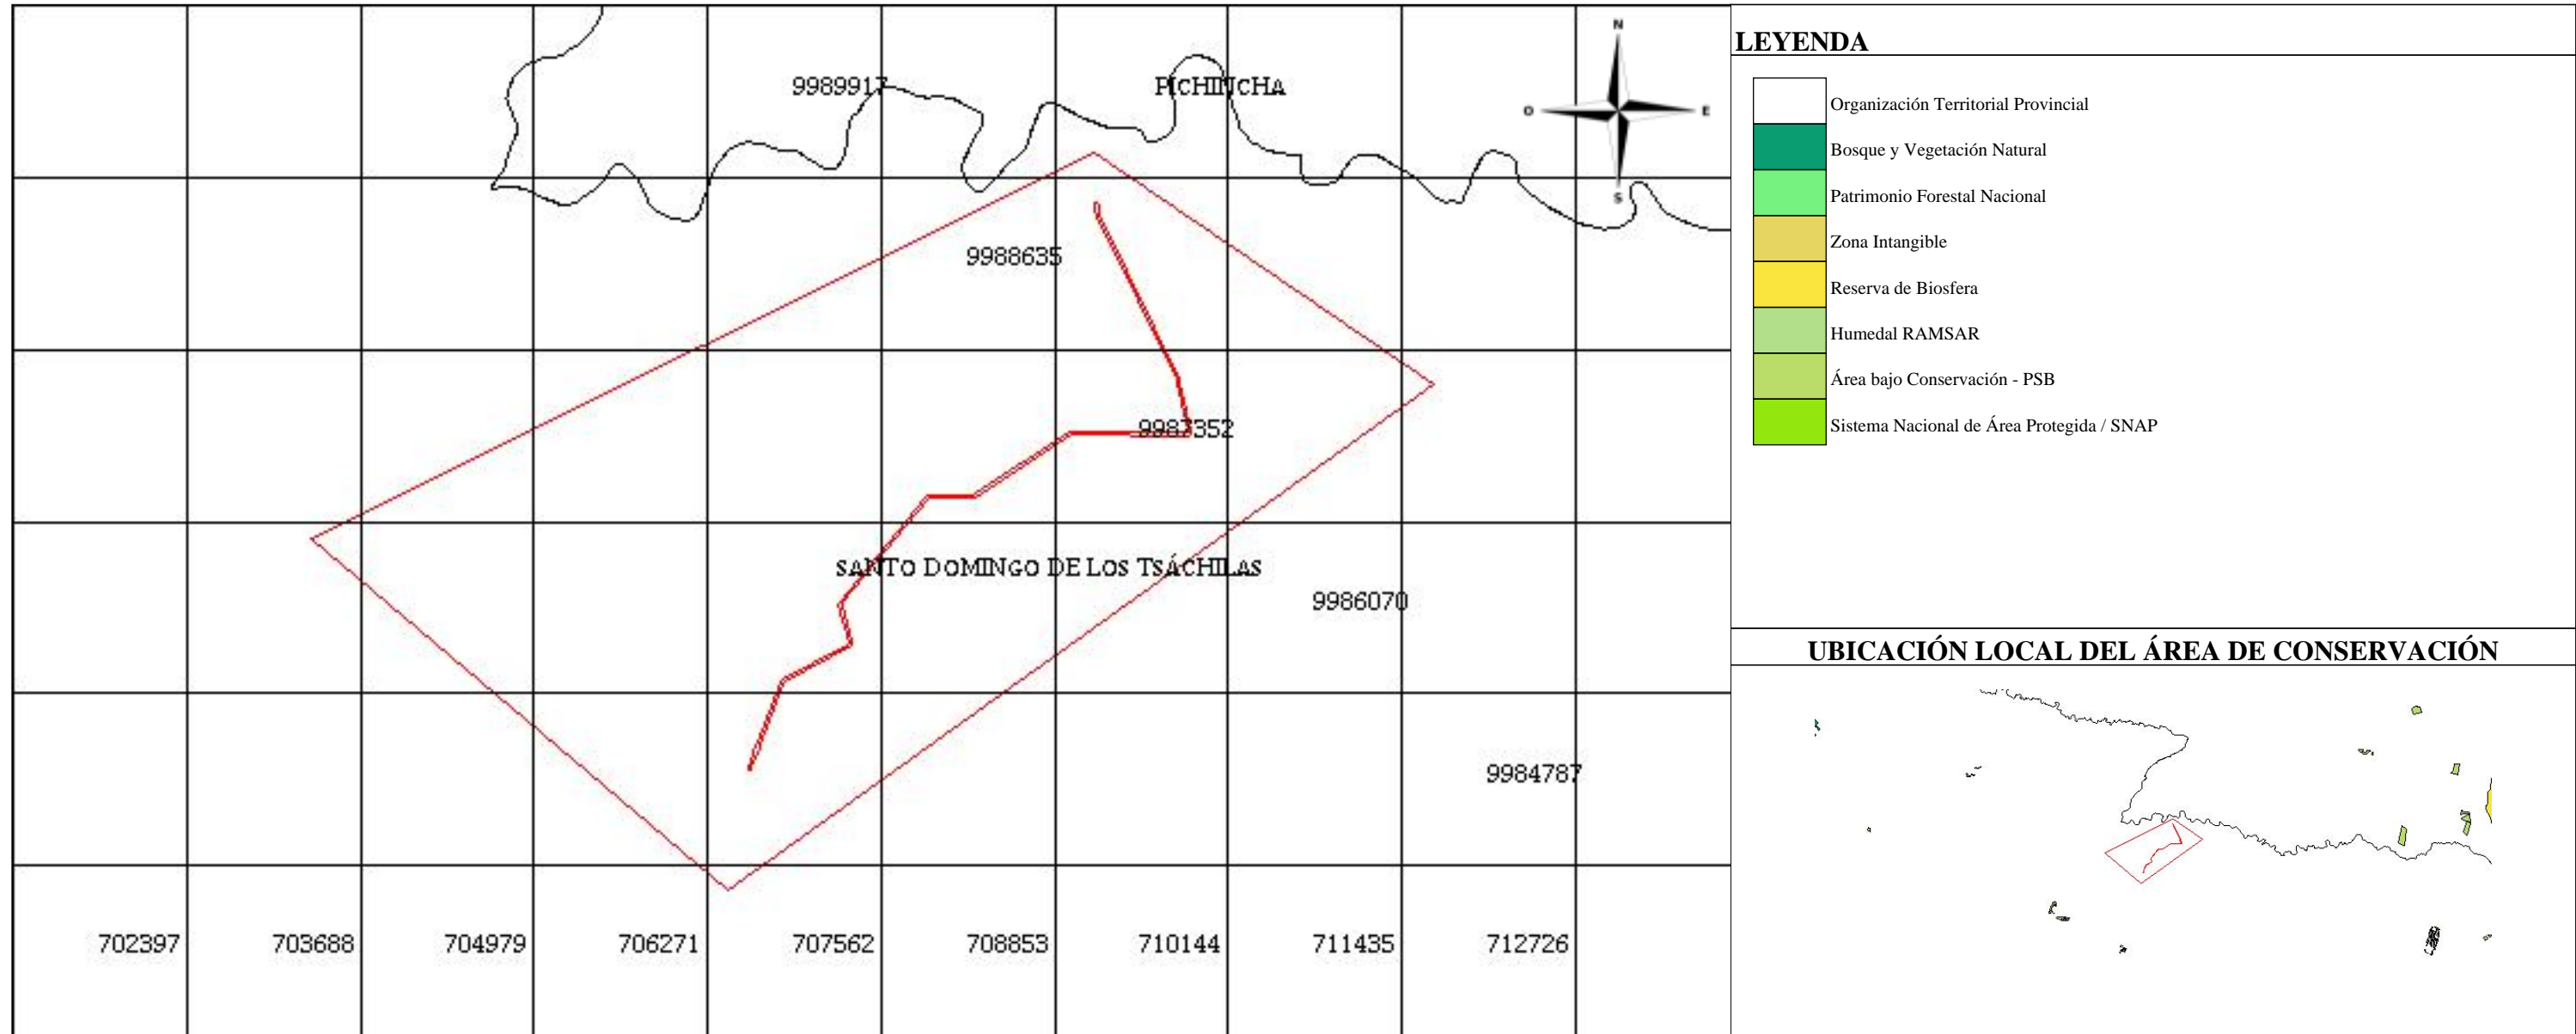 9989917
PICHINCHA
9988635
9987352
SANTO DOMINGO DE LOS TSÁCHILAS
9986070
9984787
702397
703688
704979
706271
707562
708853
710144
711435
712726
N
O
E
S
LEYENDA
Organización Territorial Provincial
Bosque y Vegetación Natural
Patrimonio Forestal Nacional
Zona Intangible
Reserva de Biosfera
Humedal RAMSAR
Área bajo Conservación - PSB
Sistema Nacional de Área Protegida / SNAP
UBICACIÓN LOCAL DEL ÁREA DE CONSERVACIÓN